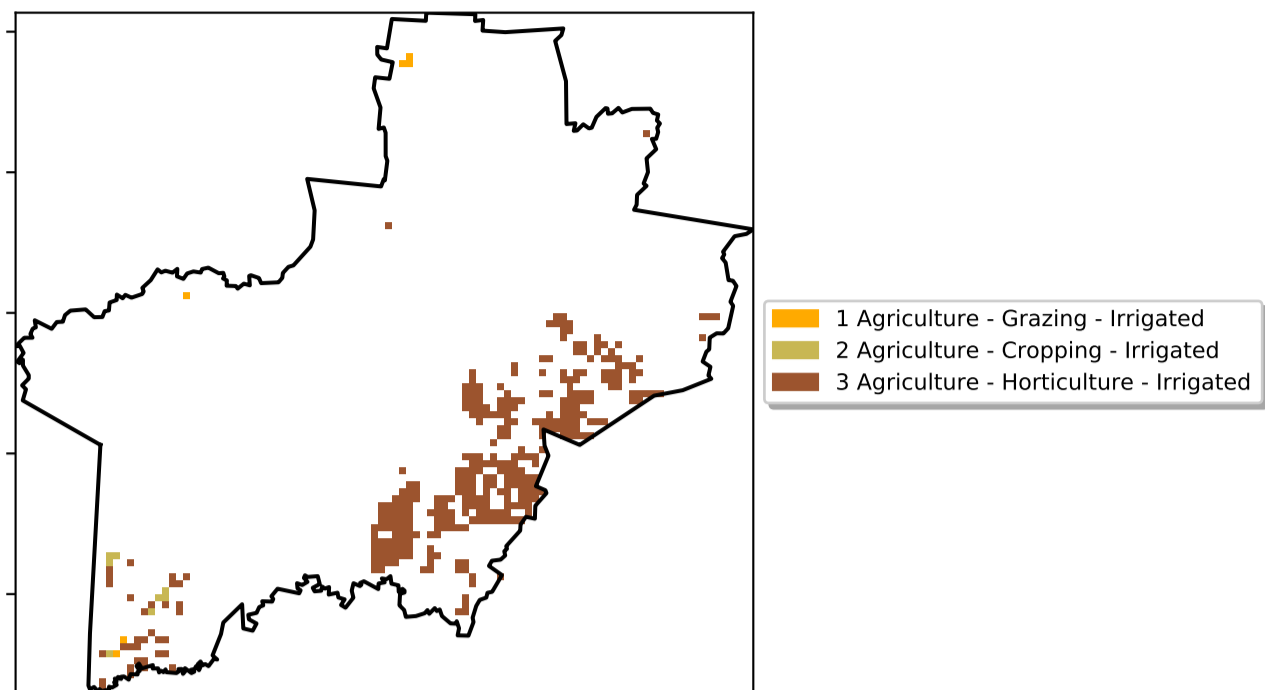 1 Agriculture - Grazing - Irrigated
2 Agriculture - Cropping - Irrigated
3 Agriculture - Horticulture - Irrigated